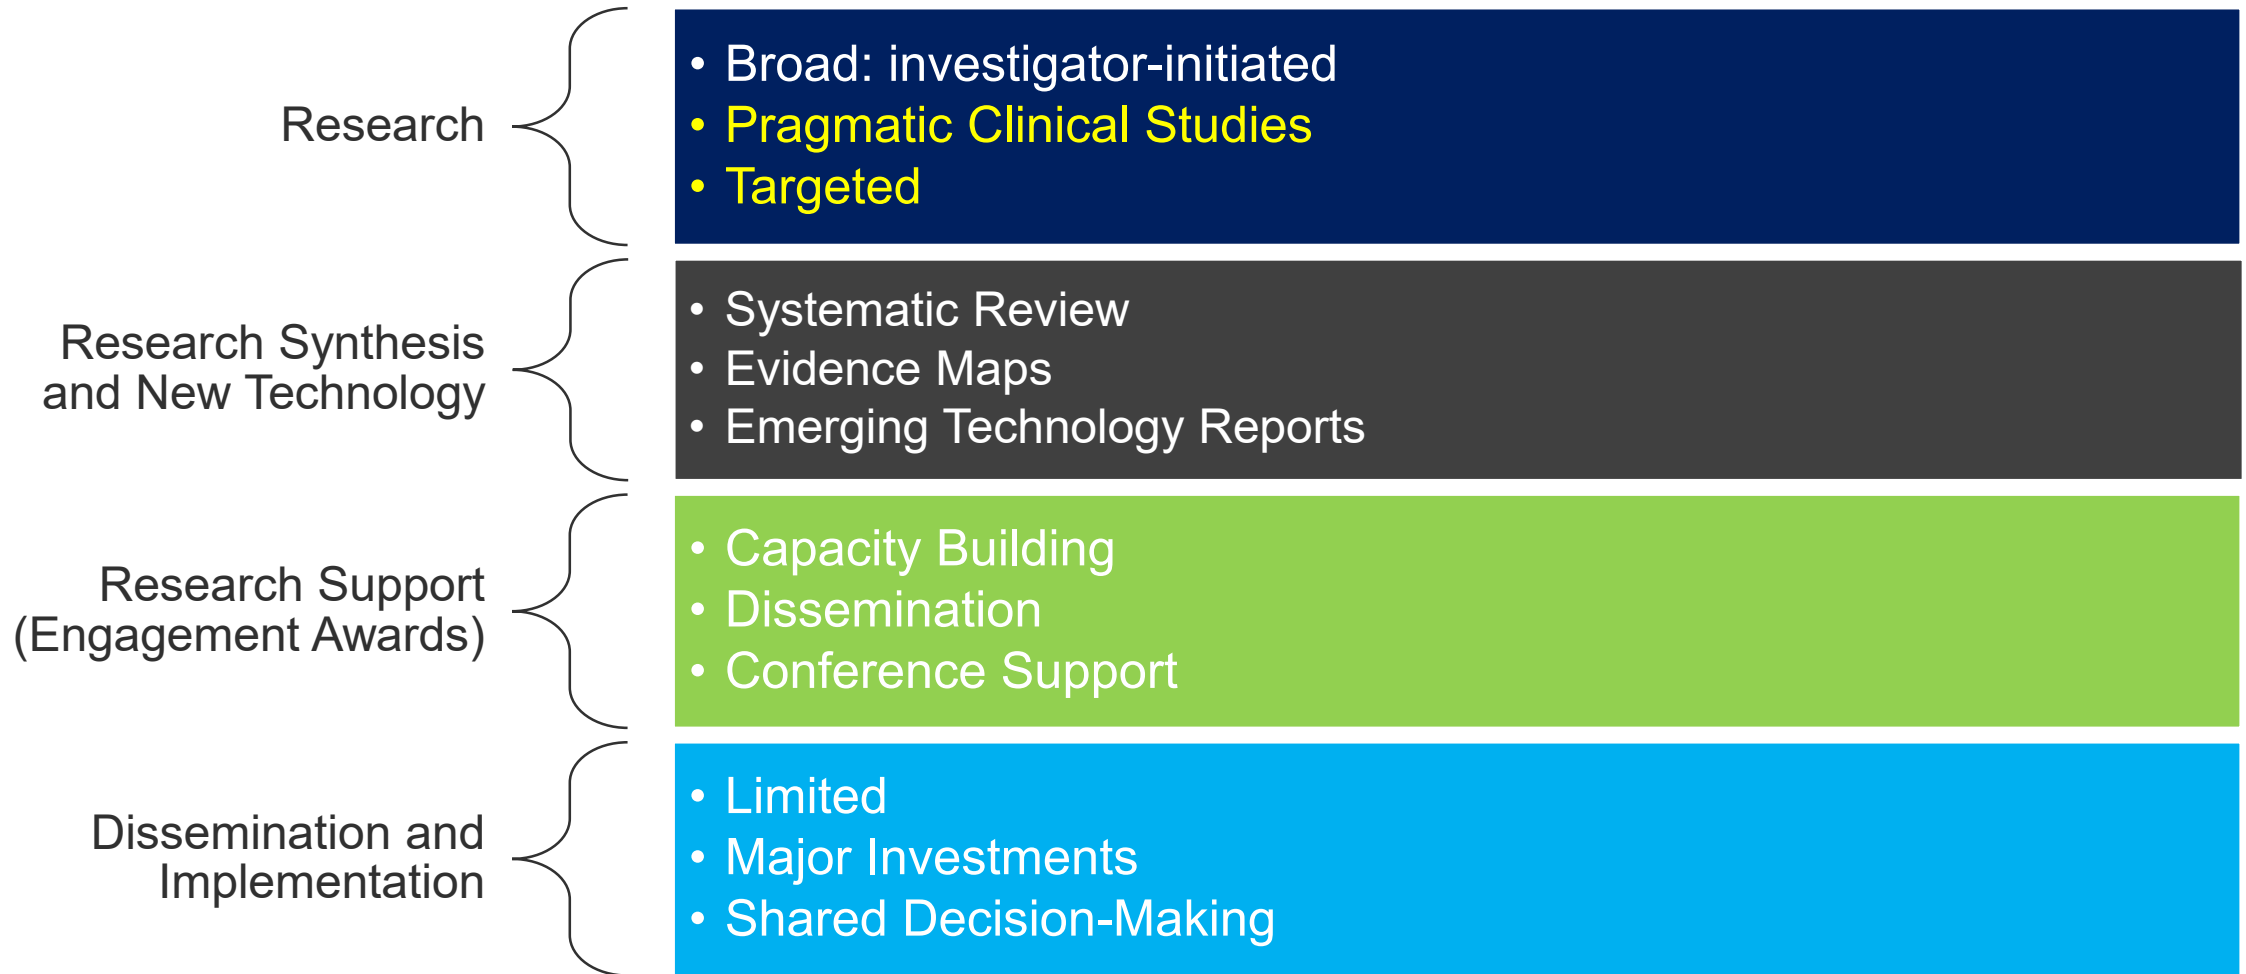 Research
• Broad: investigator-initiated
• Pragmatic Clinical Studies
• Targeted
Research Synthesis
and New Technology
• Systematic Review
• Evidence Maps
• Emerging Technology Reports
Research Support
(Engagement Awards)
• Capacity Building
• Dissemination
• Conference Support
Dissemination and
Implementation
• Limited
• Major Investments
• Shared Decision-Making